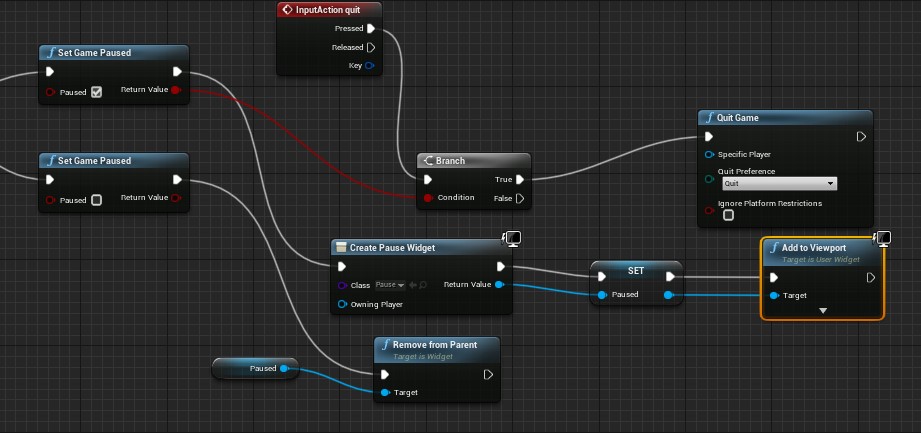 InputAction quit
Pressed
Released
Key
Set Game Paused
Paused
Return Value
Set Game Paused
Paused
Return Value
Branch
True
Condition
False
Quit Game
Specific Player
Quit Preference
Quit
Ignore Platform Restrictions
Create Pause Widget
Class
Pause
Return Value
Owning Player
SET
Paused
Add to Viewport
Target is User Widget
Target
Remove from Parent
Target is Widget
Target
Paused